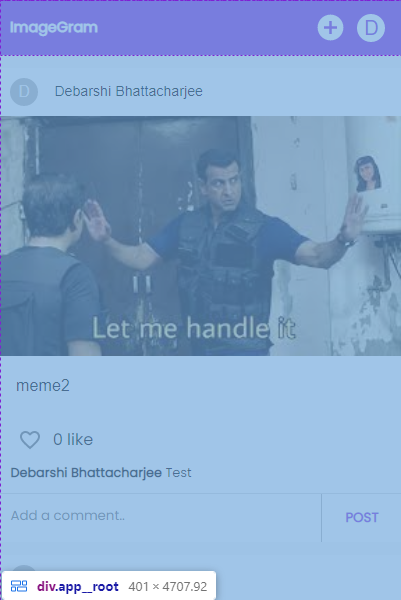 ImageGram
D
D
Debarshi Bhattacharjee
Let me handle it
meme2
0 like
Debarshi Bhattacharjee Test
Add a comment..
POST
div.app__root 401 × 4707.92